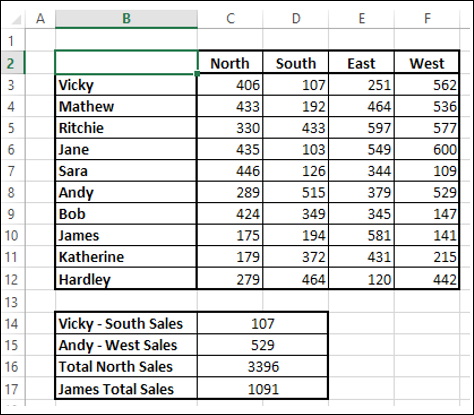 A B C D E F
1
2 North South East West
3 Vicky 406 107 251 562
4 Mathew 433 192 464 536
5 Ritchie 330 433 597 577
6 Jane 435 103 549 600
7 Sara 446 126 344 109
8 Andy 289 515 379 529
9 Bob 424 349 345 147
10 James 175 194 581 141
11 Katherine 179 372 431 215
12 Hardley 279 464 120 442
13
14 Vicky - South Sales 107
15 Andy - West Sales 529
16 Total North Sales 3396
17 James Total Sales 1091